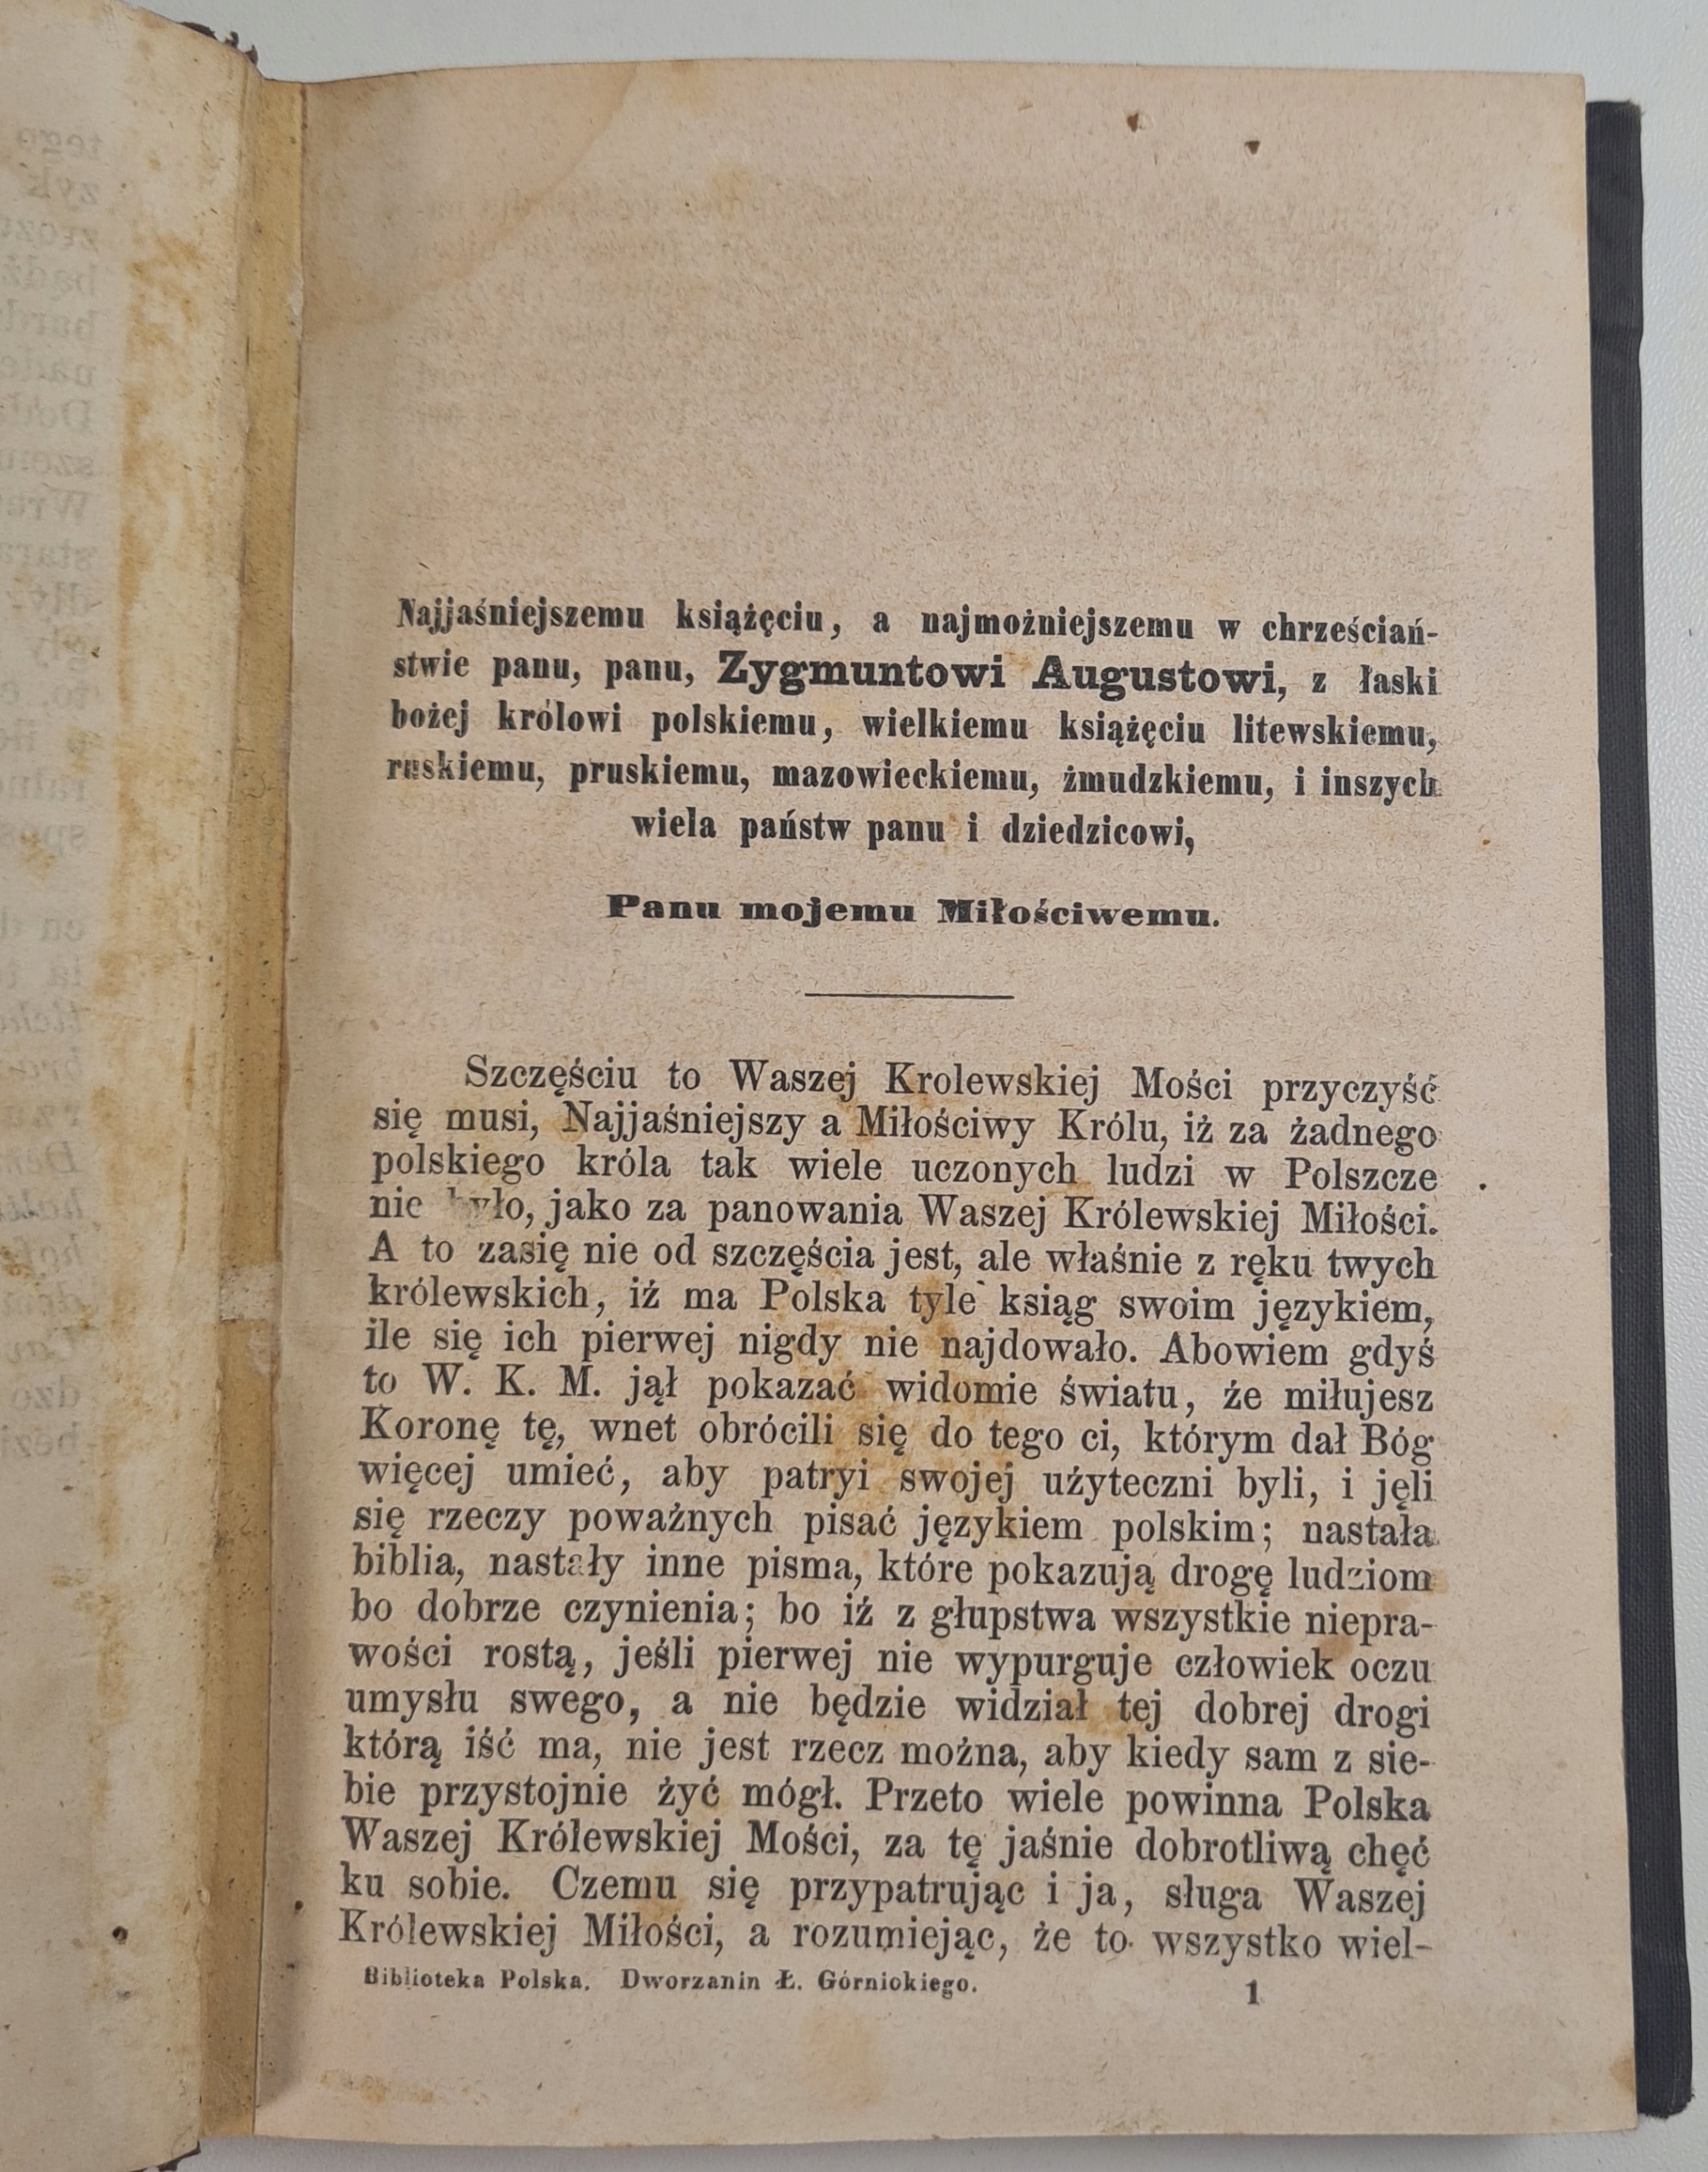 Najjaśniejszemu książęciu, a najmożniejszemu w chrześciań-
stwie panu, panu, Zygmuntowi Augustowi, z łaski
bożej królowi polskiemu, wielkiemu książęciu litewskiemu,
ruskiemu, pruskiemu, mazowieckiemu, żmudzkiemu, i inszych
wiela państw panu i dziedzicowi,
Panu mojemu Miłościwemu.
Szczęściu to Waszej Krolewskiej Mości przyczyść
się musi, Najjaśniejszy a Miłościwy Królu, iż za żadnego
polskiego króla tak wiele uczonych ludzi w Polszcze
nie było, jako za panowania Waszej Królewskiej Miłości.
A to zasię nie od szczęścia jest, ale właśnie z ręku twych
królewskich, iż ma Polska tyle ksiąg swoim językiem,
ile się ich pierwej nigdy nie najdowało. Abowiem gdyś
to W. K. M. jął pokazać widomie światu, że miłujesz
Koronę tę, wnet obrócili się do tego ci, którym dał Bóg
więcej umieć, aby patryi swojej użyteczni byli, i jęli
się rzeczy poważnych pisać językiem polskim; nastała
biblia, nastały inne pisma, które pokazują drogę ludziom
bo dobrze czynienia; bo iż z głupstwa wszystkie niepra-
wości rostą, jeśli pierwej nie wypurguje człowiek oczu
umysłu swego, a nie będzie widział tej dobrej drogi
którą iść ma, nie jest rzecz można, aby kiedy sam z sie-
bie przystojnie żyć mógł. Przeto wiele powinna Polska
Waszej Królewskiej Mości, za tę jaśnie dobrotliwą chęć
ku sobie. Czemu się przypatrując i ja, sługa Waszej
Królewskiej Miłości, a rozumiejąc, że to wszystko wiel-
Biblioteka Polska. Dworzanin Ł. Górnickiego. 1